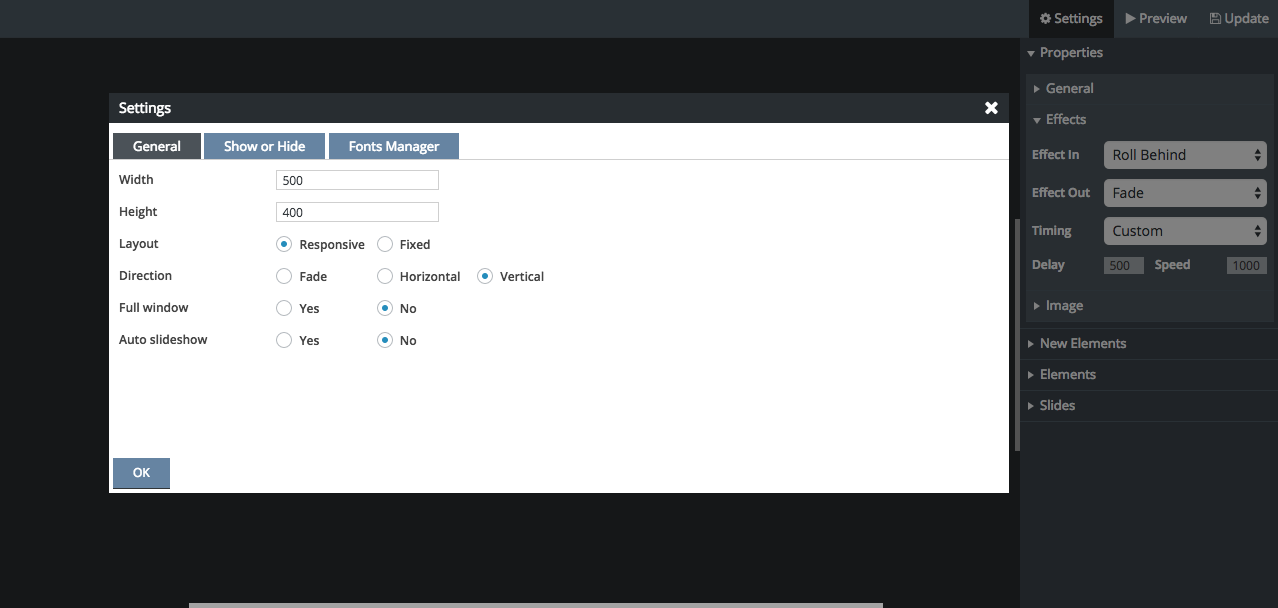 Settings Preview Update
Properties
General
Effects
Effect In Roll Behind
Effect Out Fade
Timing Custom
Delay 500 Speed 1000
Image
New Elements
Elements
Slides
Settings
General Show or Hide Fonts Manager
Width 500
Height 400
Layout Responsive Fixed
Direction Fade Horizontal Vertical
Full window Yes No
Auto slideshow Yes No
OK